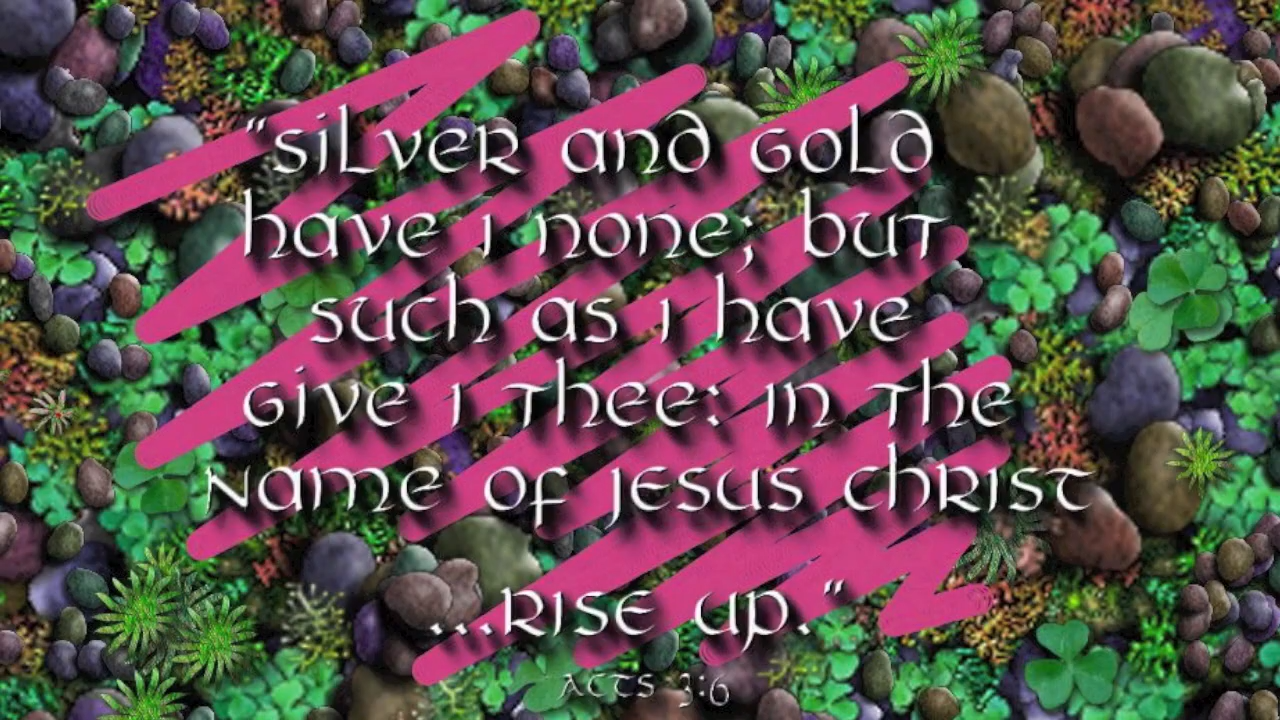 "Silver and Gold
have I none; but
such as I have
Give I Thee: In The
Name of Jesus Christ
...Rise up."
Acts 3:6